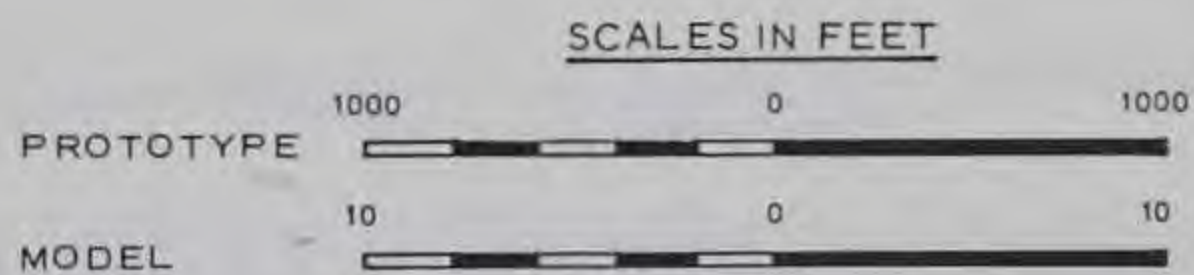 SCALES IN FEET
1000 0 1000
PROTOTYPE
10 0 10
MODEL